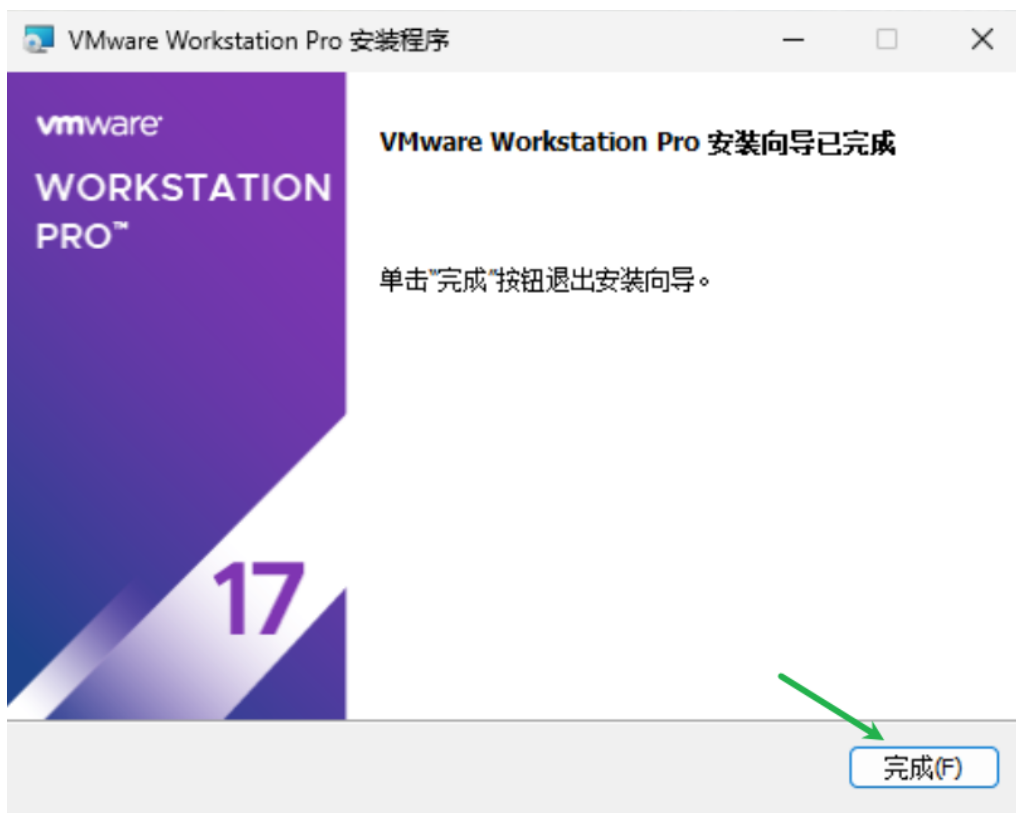 VMware Workstation Pro 安装程序
vmware
WORKSTATION
PRO™
VMware Workstation Pro 安装向导已完成
单击"完成"按钮退出安装向导。
17
完成(F)